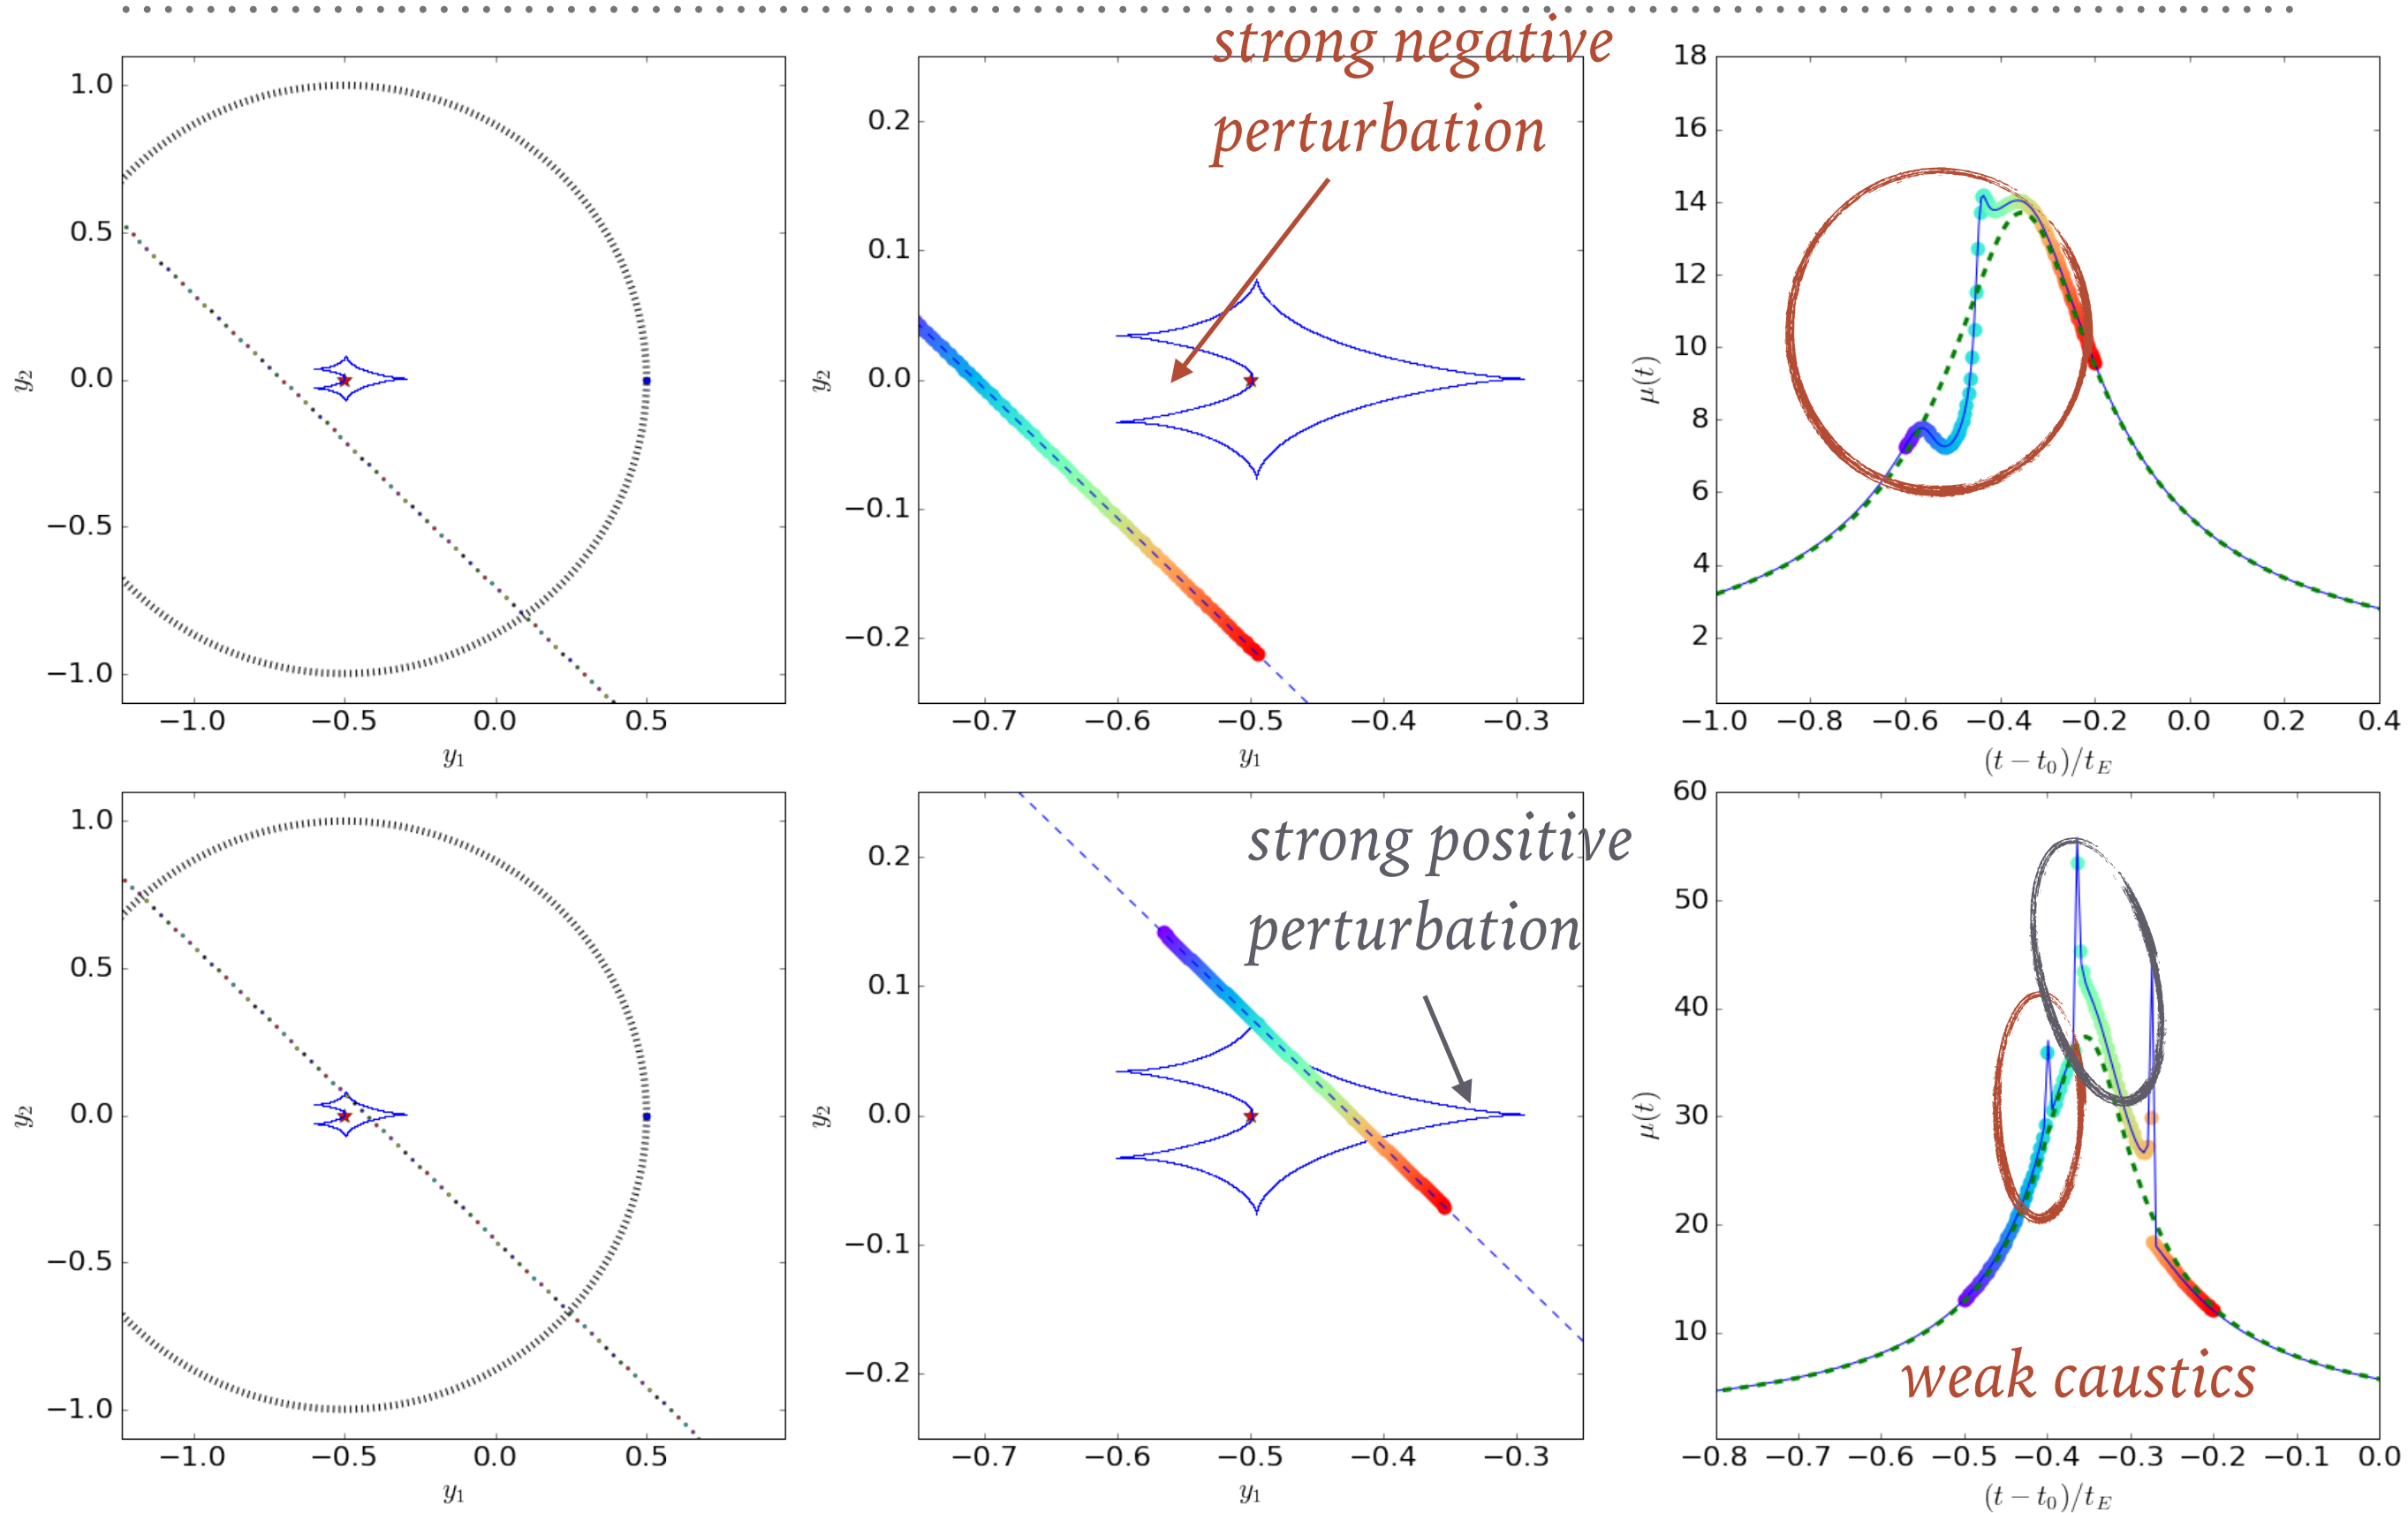 strong negative
perturbation
1.0
0.5
0.0
−0.5
−1.0
y2
−1.0 −0.5 0.0 0.5
y1
0.2
0.1
0.0
−0.1
−0.2
y2
−0.7 −0.6 −0.5 −0.4 −0.3
y1
18
16
14
12
10
8
6
4
2
μ(t)
−1.0 −0.8 −0.6 −0.4 −0.2 0.0 0.2 0.4
(t − t0)/tE
1.0
0.5
0.0
−0.5
−1.0
y2
−1.0 −0.5 0.0 0.5
y1
strong positive
perturbation
0.2
0.1
0.0
−0.1
−0.2
y2
−0.7 −0.6 −0.5 −0.4 −0.3
y1
60
50
40
30
20
10
μ(t)
weak caustics
−0.8 −0.7 −0.6 −0.5 −0.4 −0.3 −0.2 −0.1 0.0
(t − t0)/tE